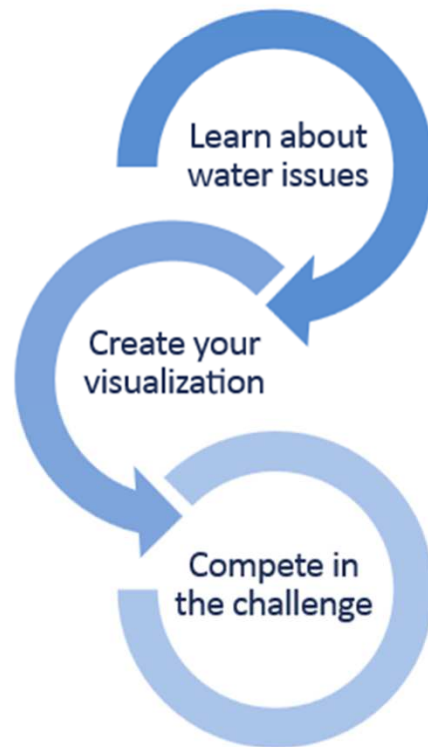 Learn about
water issues
Create your
visualization
Compete in
the challenge